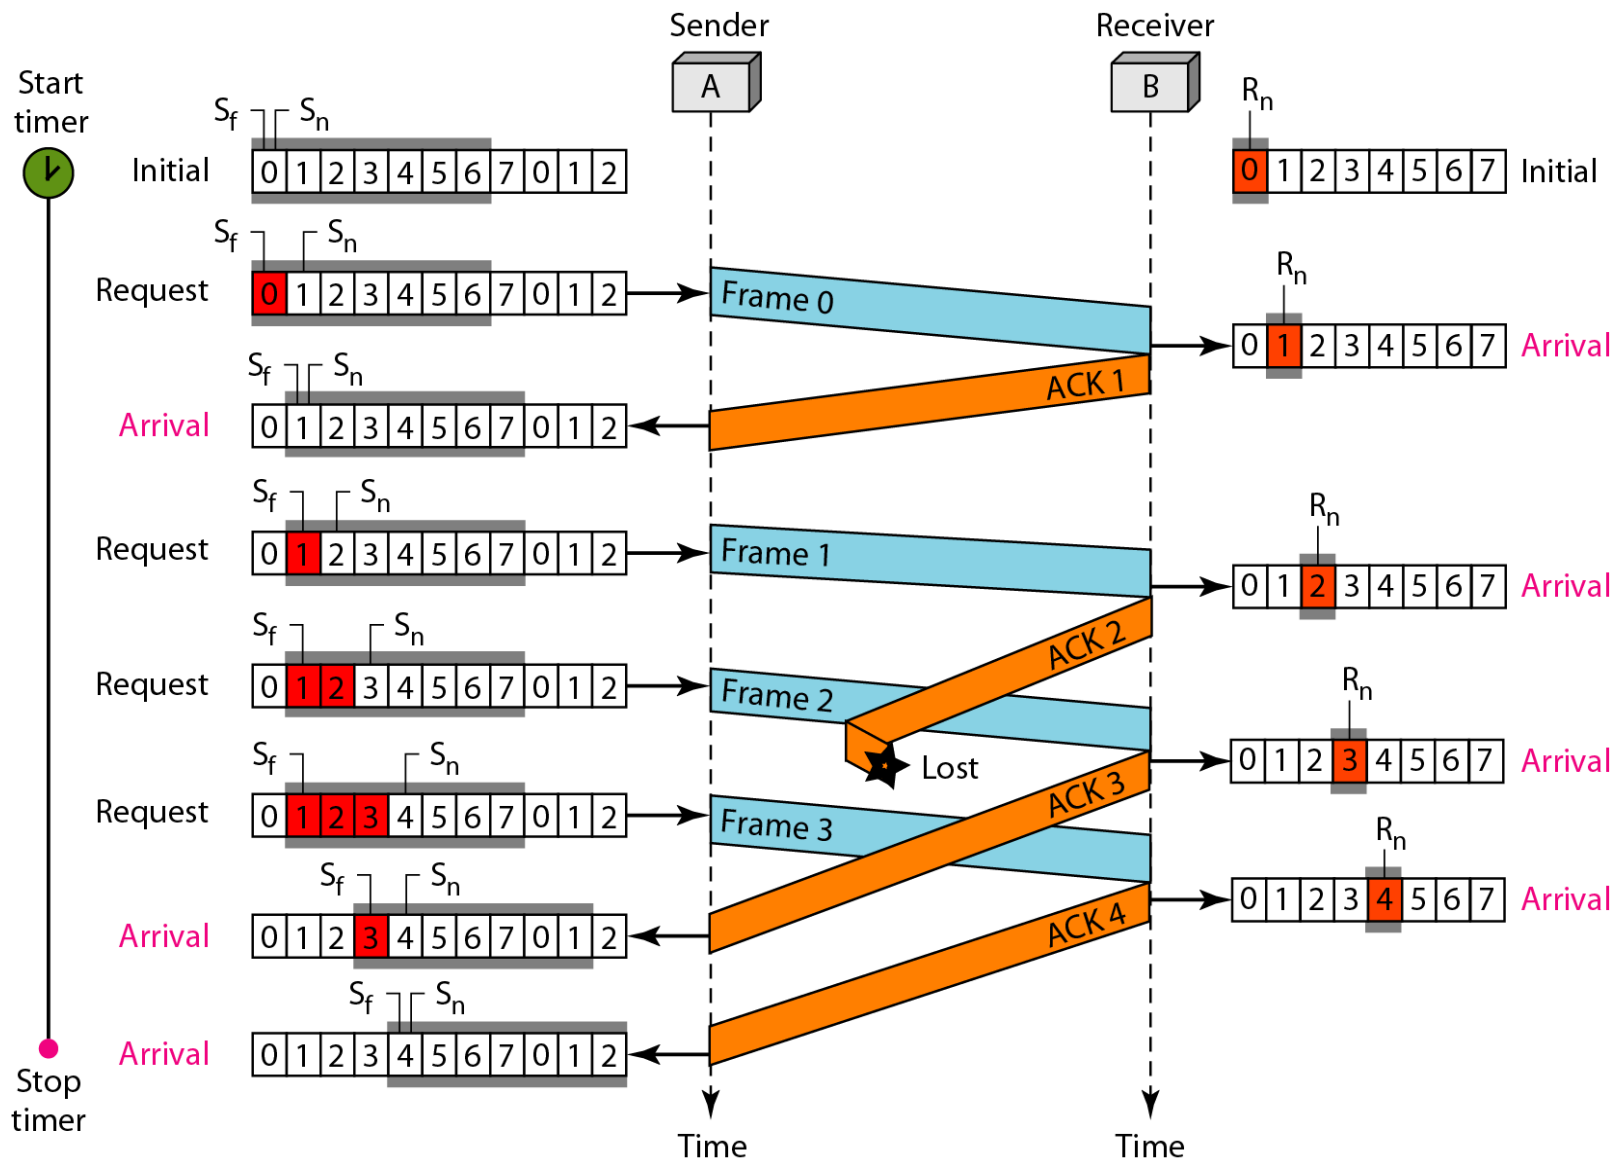 Sender
Receiver
Start
timer
A
B
Sf
Sn
Rn
Initial
0 1 2 3 4 5 6 7 0 1 2
0 1 2 3 4 5 6 7
Initial
Sf
Sn
Request
0 1 2 3 4 5 6 7 0 1 2
Frame 0
Rn
0 1 2 3 4 5 6 7
Arrival
Sf
Sn
ACK 1
Arrival
0 1 2 3 4 5 6 7 0 1 2
Sf
Sn
Request
0 1 2 3 4 5 6 7 0 1 2
Frame 1
Rn
0 1 2 3 4 5 6 7
Arrival
Sf
Sn
ACK 2
Request
0 1 2 3 4 5 6 7 0 1 2
Frame 2
Rn
Lost
0 1 2 3 4 5 6 7
Arrival
Sf
Sn
ACK 3
Request
0 1 2 3 4 5 6 7 0 1 2
Frame 3
Rn
0 1 2 3 4 5 6 7
Arrival
Sf
Sn
ACK 4
Arrival
0 1 2 3 4 5 6 7 0 1 2
Sf
Sn
Arrival
0 1 2 3 4 5 6 7 0 1 2
Stop
timer
Time
Time